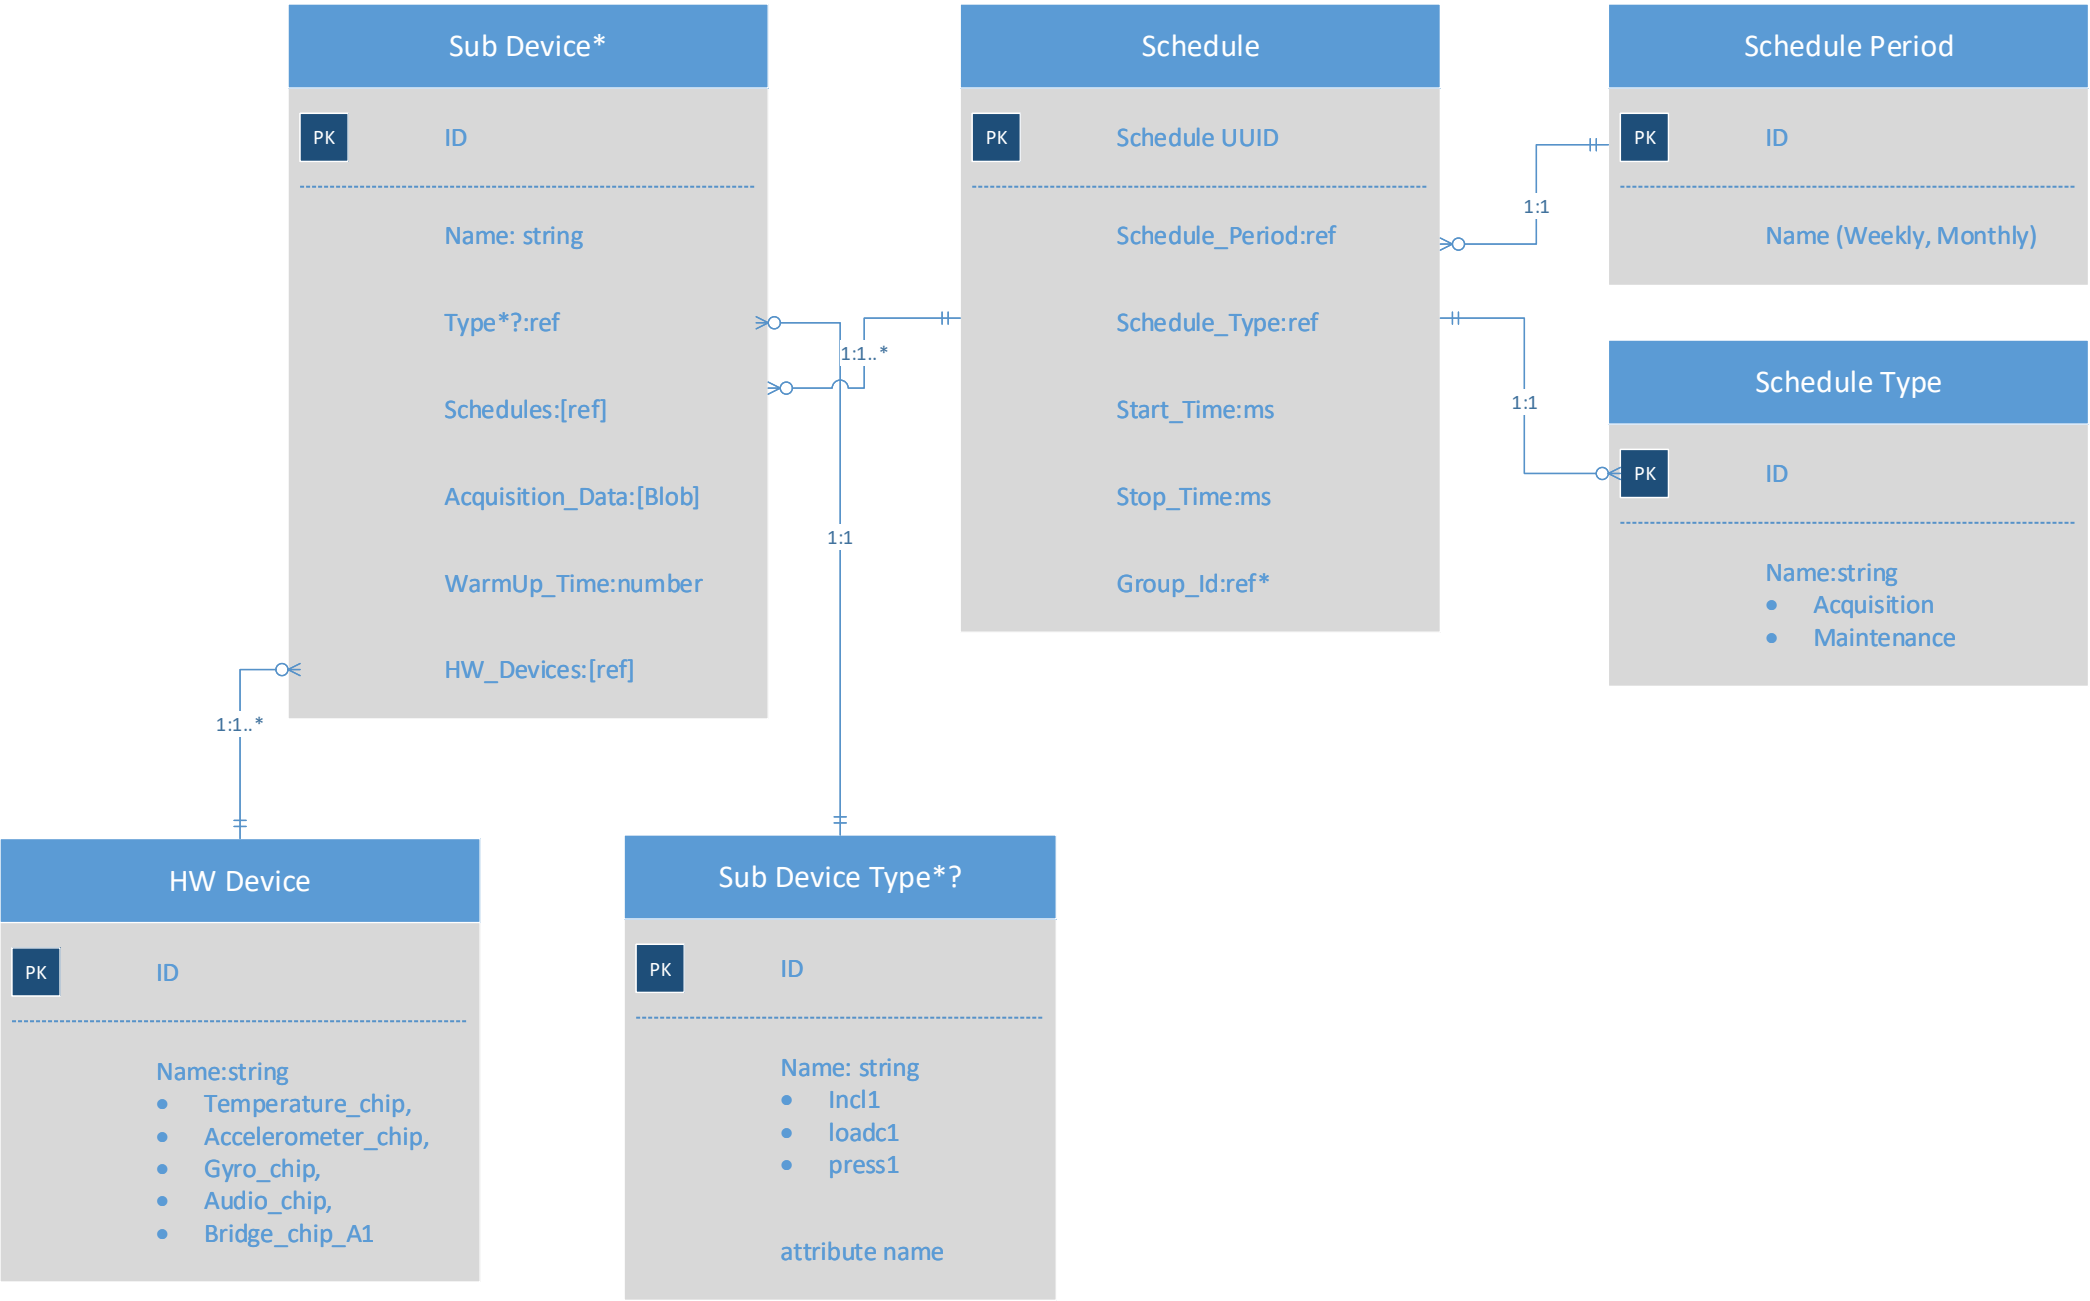 Sub Device*
PK
ID
Name: string
Type*?:ref
Schedules:[ref]
Acquisition_Data:[Blob]
WarmUp_Time:number
HW_Devices:[ref]
Schedule
PK
Schedule UUID
Schedule_Period:ref
Schedule_Type:ref
Start_Time:ms
Stop_Time:ms
Group_Id:ref*
Schedule Period
PK
ID
Name (Weekly, Monthly)
1:1
1:1..*
1:1
Schedule Type
PK
ID
Name:string
• Acquisition
• Maintenance
1:1
1:1..*
HW Device
PK
ID
Name:string
• Temperature_chip,
• Accelerometer_chip,
• Gyro_chip,
• Audio_chip,
• Bridge_chip_A1
Sub Device Type*?
PK
ID
Name: string
• Incl1
• loadc1
• press1
attribute name